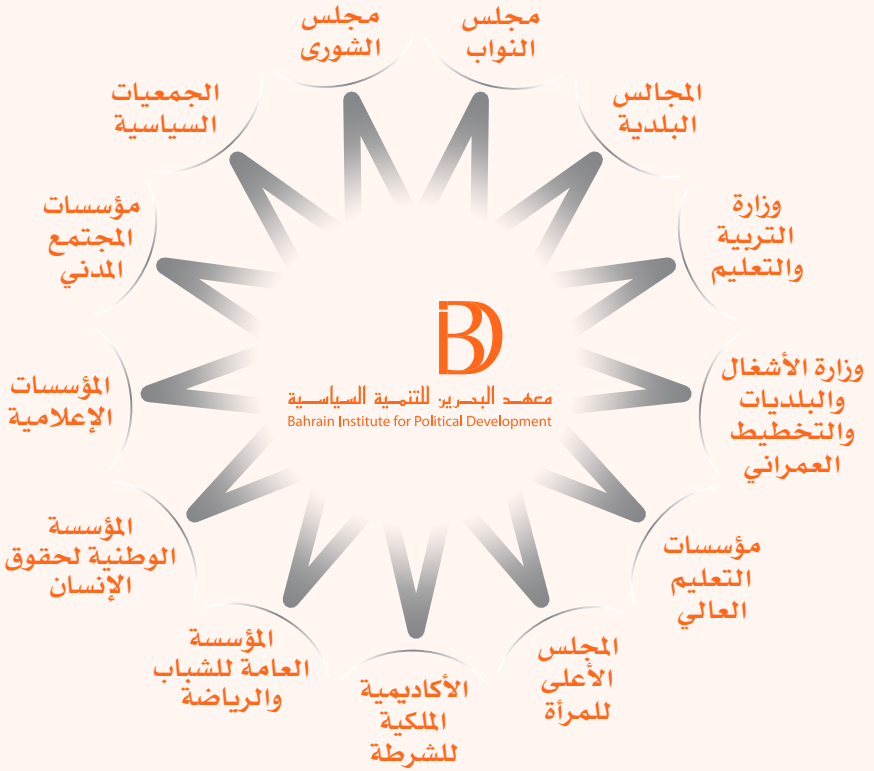 مجلس
النواب
المجالس
البلدية
وزارة
التربية
والتعليم
وزارة الأشغال
والبلديات
والتخطيط
العمراني
مؤسسات
التعليم
العالي
المجلس
الأعلى
للمرأة
الأكاديمية
الملكية
للشرطة
المؤسسة
العامة للشباب
والرياضة
المؤسسة
الوطنية لحقوق
الإنسان
المؤسسات
الإعلامية
مؤسسات
المجتمع
المدني
الجمعيات
السياسية
مجلس
الشورى
معهد البحرين للتنمية السياسية
Bahrain Institute for Political Development